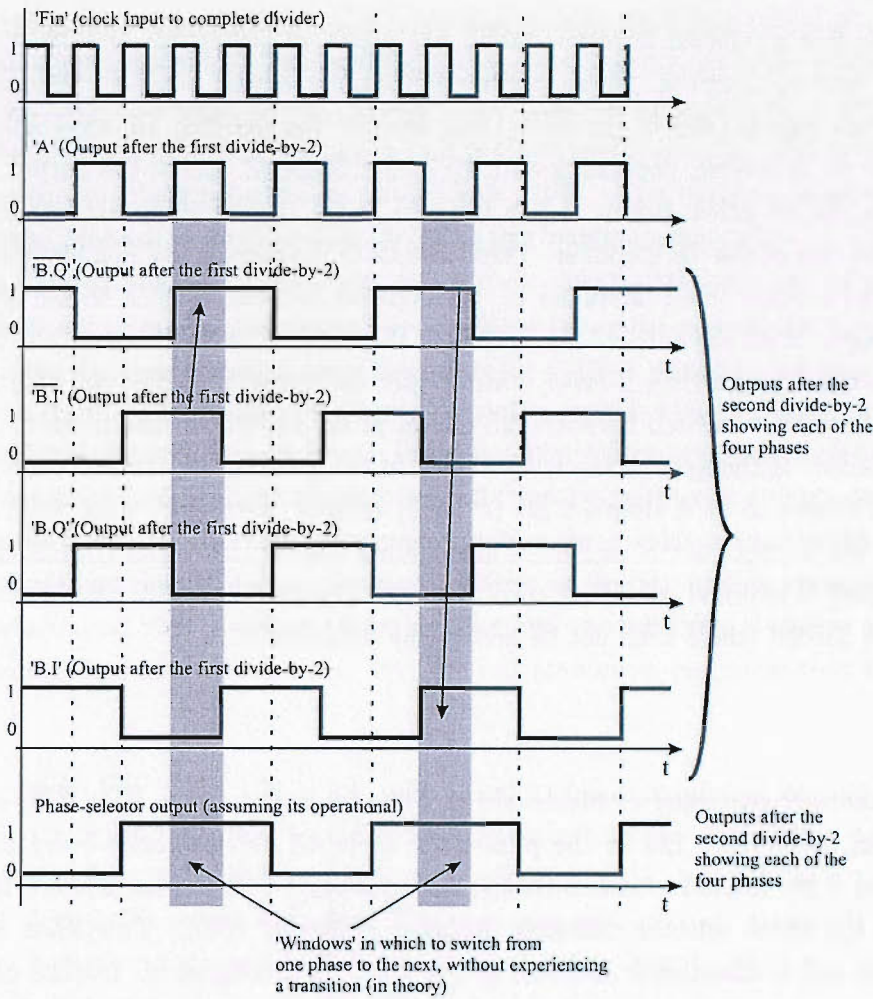 'Fin' (clock input to complete divider)
1
0
t
'A' (Output after the first divide-by-2)
1
0
t
'B.Q' (Output after the first divide-by-2)
1
0
t
'B.I' (Output after the first divide-by-2)
1
0
t
'B.Q' (Output after the first divide-by-2)
1
0
t
'B.I' (Output after the first divide-by-2)
1
0
t
Outputs after the
second divide-by-2
showing each of the
four phases
Phase-selector output (assuming its operational)
1
0
t
Outputs after the
second divide-by-2
showing each of the
four phases
'Windows' in which to switch from
one phase to the next, without experiencing
a transition (in theory)